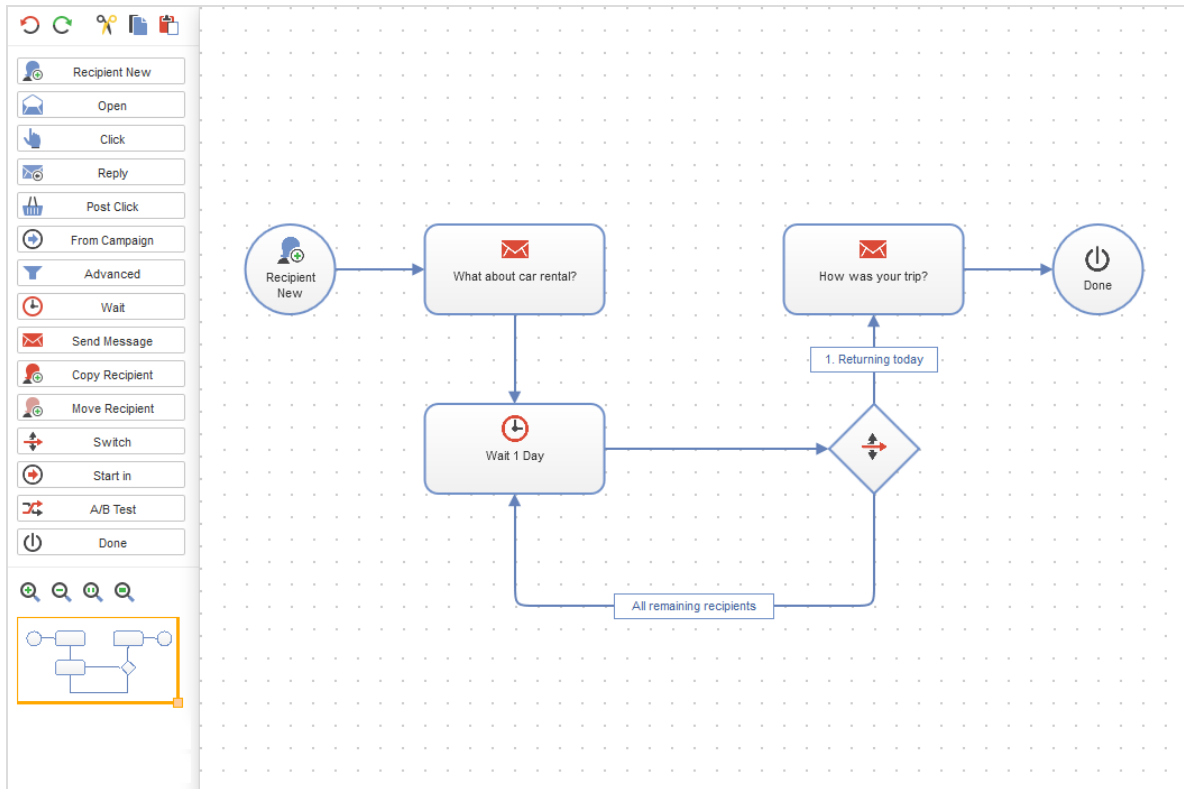 Recipient New
Open
Click
Reply
Post Click
From Campaign
Advanced
Wait
Send Message
Copy Recipient
Move Recipient
Switch
Start in
A/B Test
Done
Recipient
New
What about car rental?
How was your trip?
Done
1. Returning today
Wait 1 Day
All remaining recipients